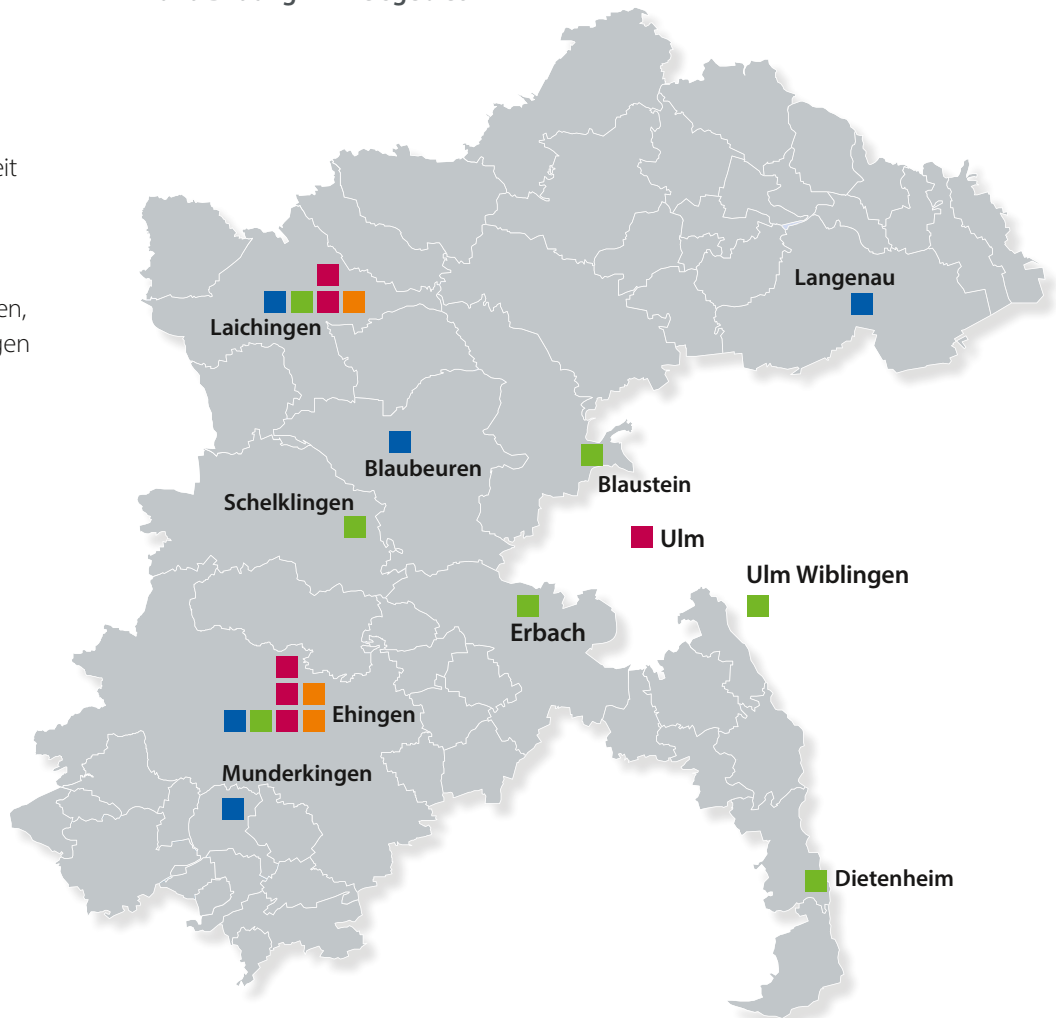 Langenau
Laichingen
Blaubeuren
Blaustein
Schelklingen
Ulm
Ulm Wiblingen
Erbach
Ehingen
Munderkingen
Dietenheim